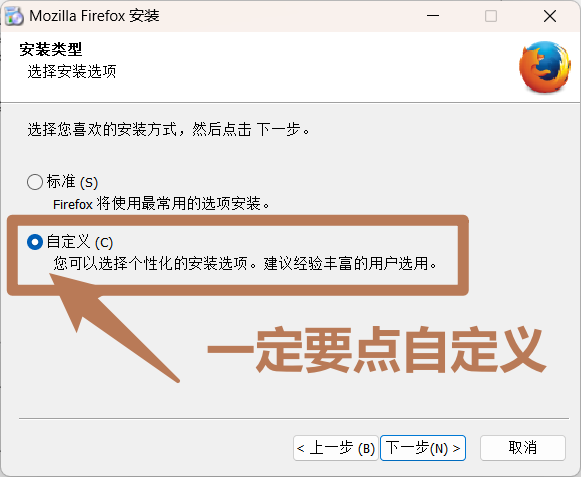 Mozilla Firefox 安装
安装类型
选择安装选项
选择您喜欢的安装方式，然后点击 下一步。
标准 (S)
Firefox 将使用最常用的选项安装。
自定义 (C)
您可以选择个性化的安装选项。建议经验丰富的用户选用。
一定要点自定义
< 上一步 (B) 下一步(N) > 取消